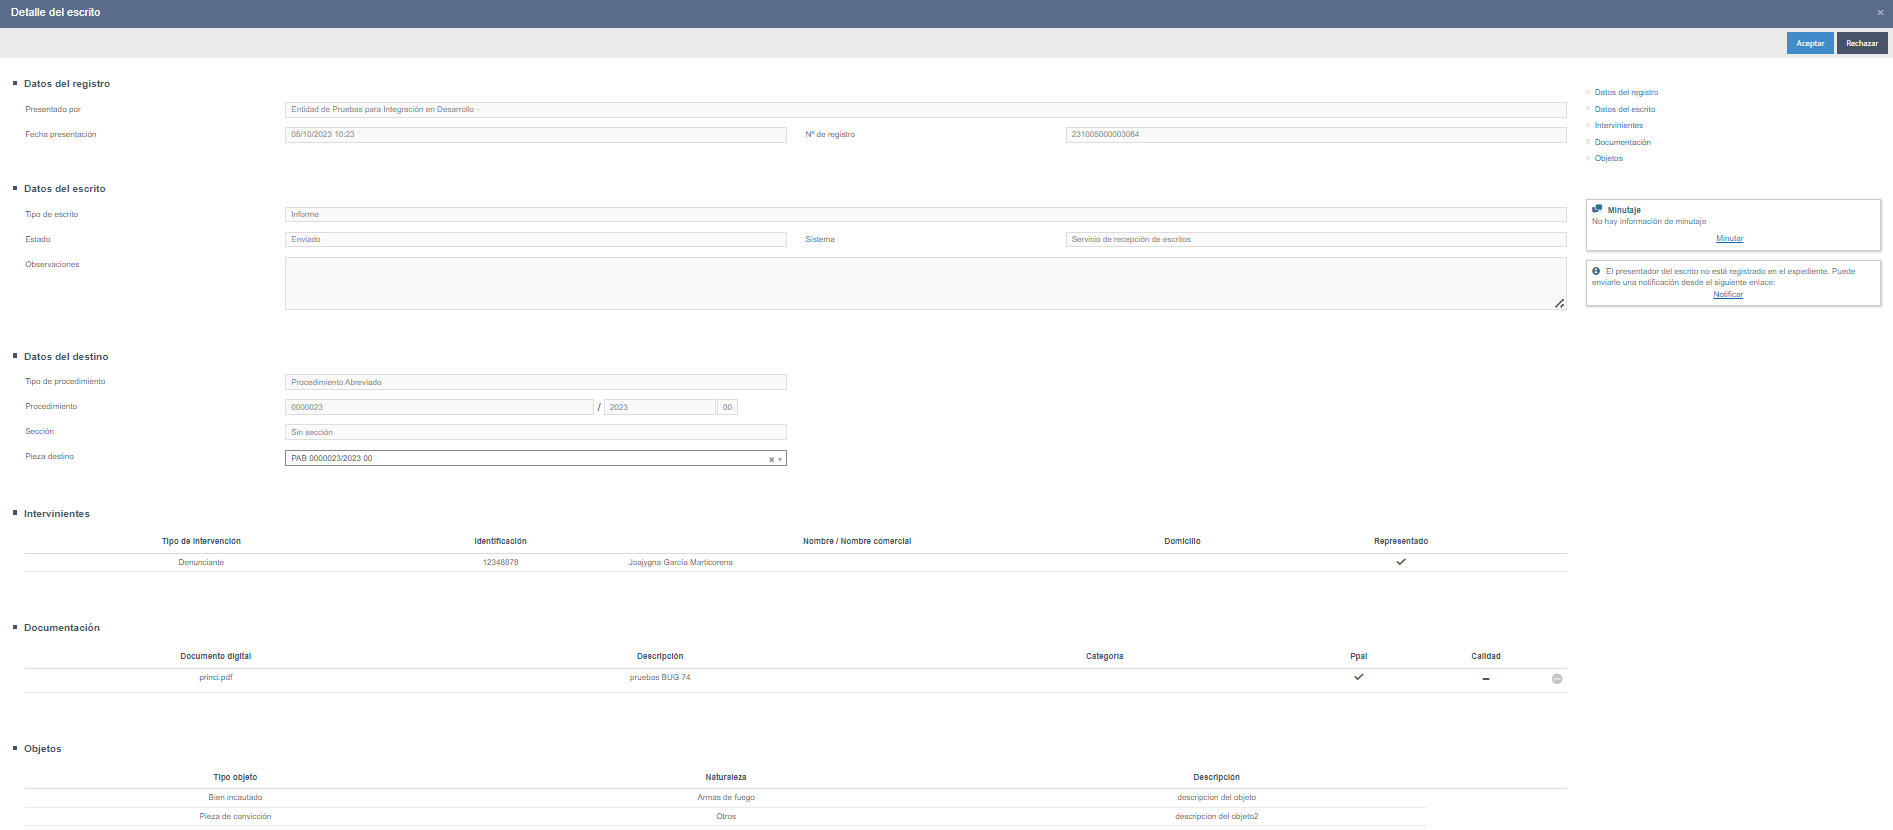 Detalle del escrito
×
Aceptar Rechazar
Datos del registro
Presentado por Entidad de Pruebas para Integración en Desarrollo -
Fecha presentación 05/10/2023 10:23 Nº de registro 231005000003064
Datos del registro
Datos del escrito
Intervinientes
Documentación
Objetos
Datos del escrito
Tipo de escrito Informe
Estado Enviado Sistema Servicio de recepción de escritos
Observaciones
Minutaje
No hay información de minutaje
Minutar
El presentador del escrito no está registrado en el expediente. Puede
enviarle una notificación desde el siguiente enlace:
Notificar
Datos del destino
Tipo de procedimiento Procedimiento Abreviado
Procedimiento 0000023 / 2023 00
Sección Sin sección
Pieza destino PAB 0000023/2023 00
Intervinientes
Tipo de intervención Identificación Nombre / Nombre comercial Domicilio Representado
Denunciante 12348878 Joajygna García Marticorena
Documentación
Documento digital Descripción Categoría Ppal Calidad
princi.pdf pruebas BUG 74
Objetos
Tipo objeto Naturaleza Descripción
Bien incautado Armas de fuego descripcion del objeto
Pieza de convicción Otros descripcion del objeto2